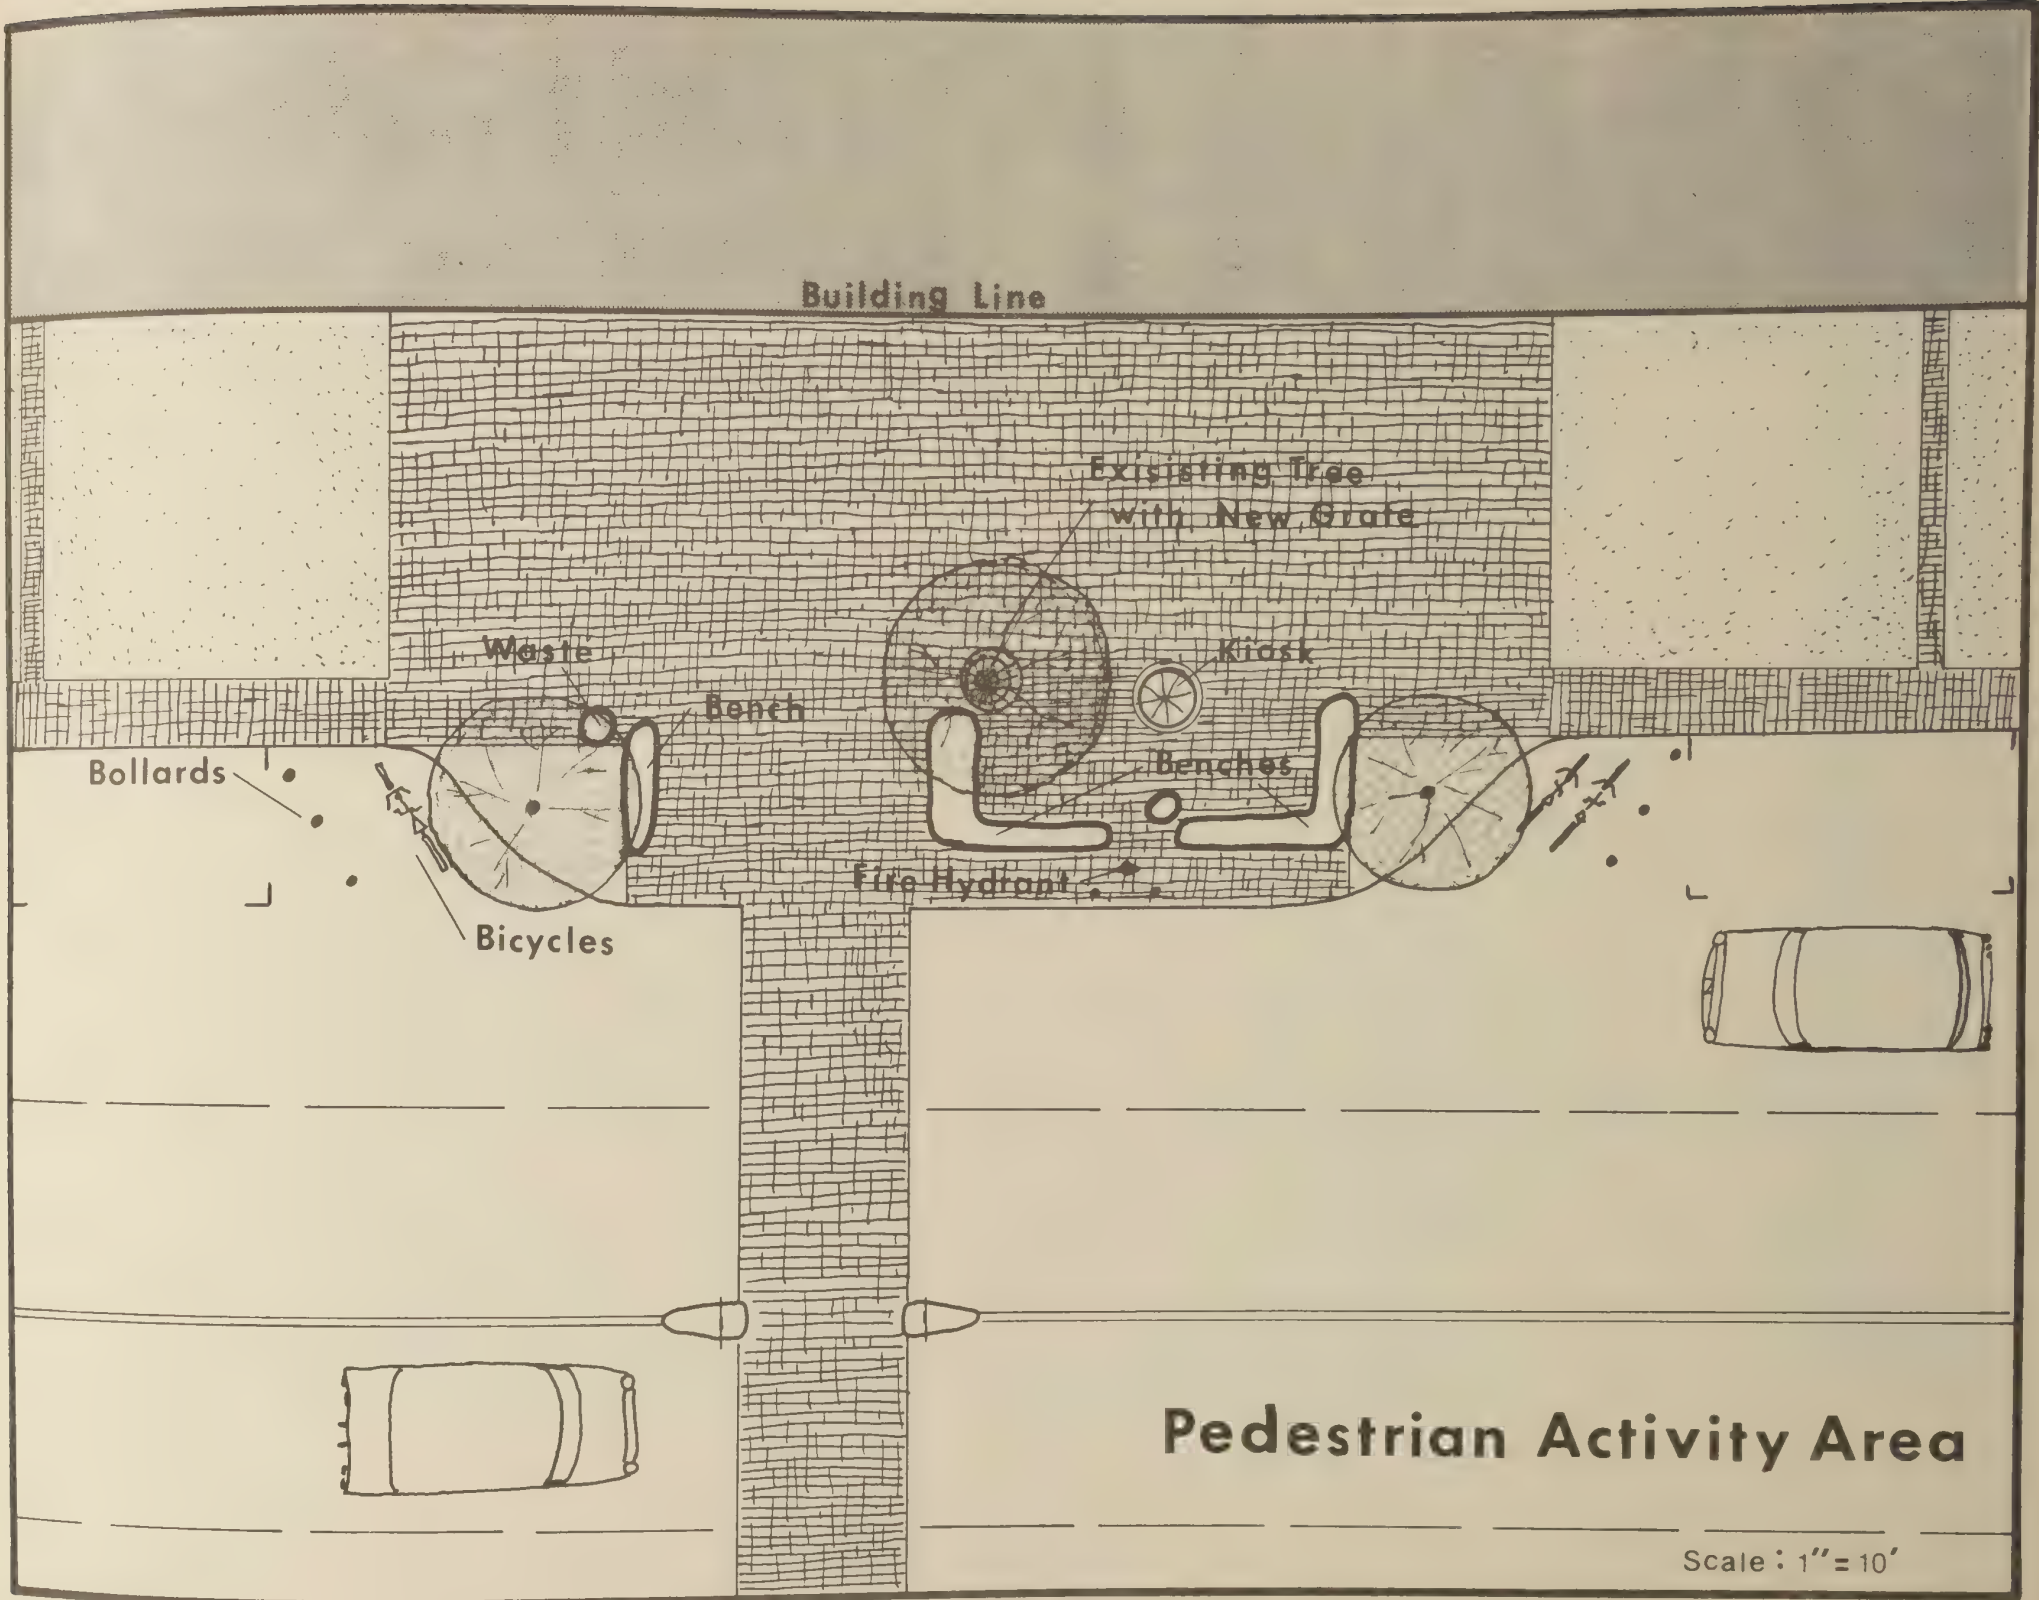 Building Line
Exisisting Tree
with New Grate
Waste
Kiosk
Bench
Benches
Bollards
Fire Hydrant
Bicycles
Pedestrian Activity Area
Scale : 1″ = 10′